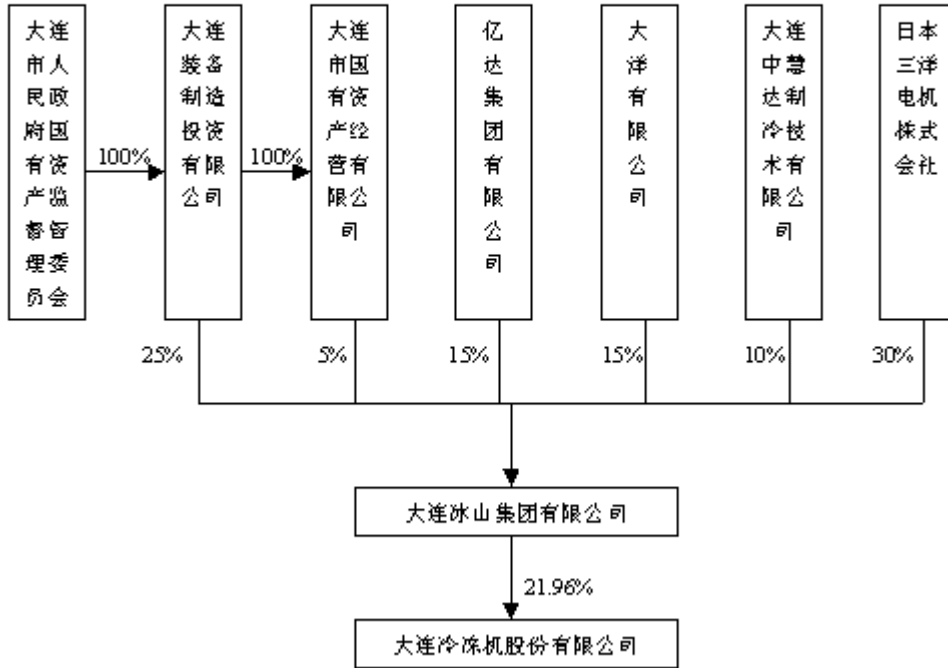 大连市人民政府国有资产监督管理委员会
100%
大连装备制造投资有限公司
100%
大连市国有资产经营有限公司
亿达集团有限公司
大洋有限公司
大连中慧达制冷技术有限公司
日本三洋电机株式会社
25%
5%
15%
15%
10%
30%
大连冰山集团有限公司
21.96%
大连冷冻机股份有限公司